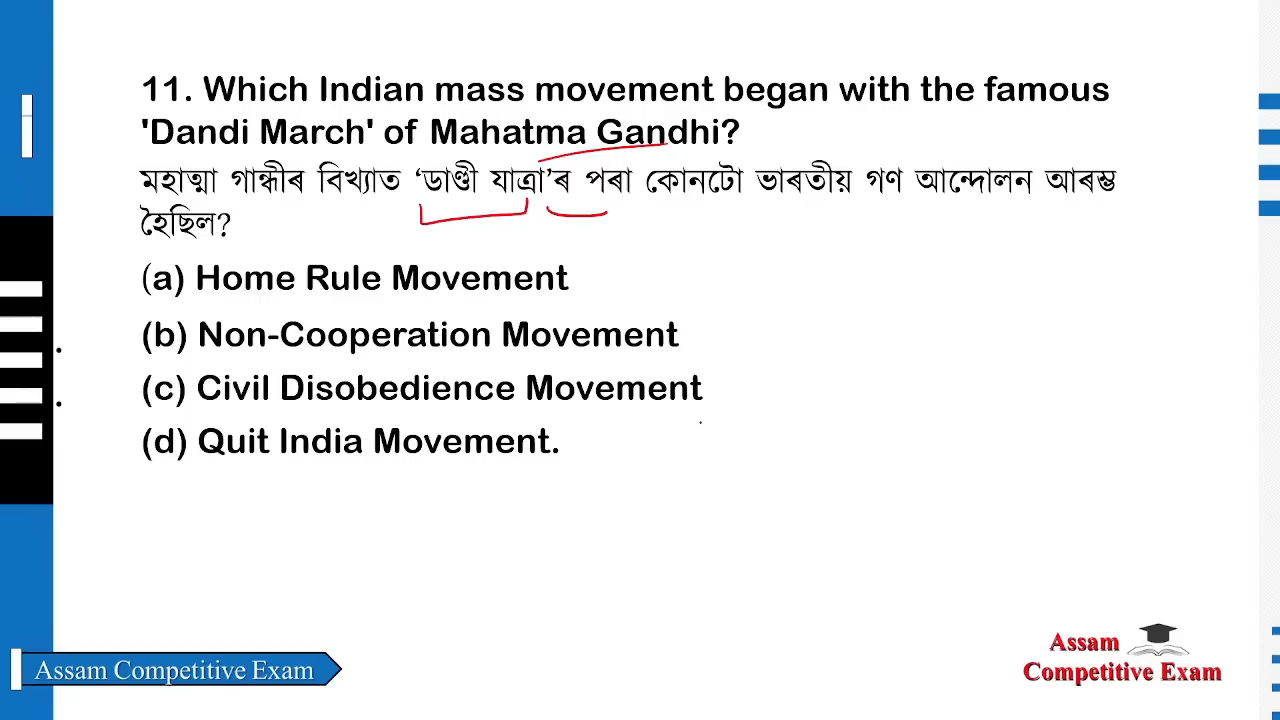 11. Which Indian mass movement began with the famous
'Dandi March' of Mahatma Gandhi?
মহাত্মা গান্ধীৰ বিখ্যাত ‘ডাণ্ডী যাত্ৰা’ৰ পৰা কোনটো ভাৰতীয় গণ আন্দোলন আৰম্ভ
হৈছিল?
(a) Home Rule Movement
(b) Non-Cooperation Movement
(c) Civil Disobedience Movement
(d) Quit India Movement.
Assam Competitive Exam
Assam
Competitive Exam